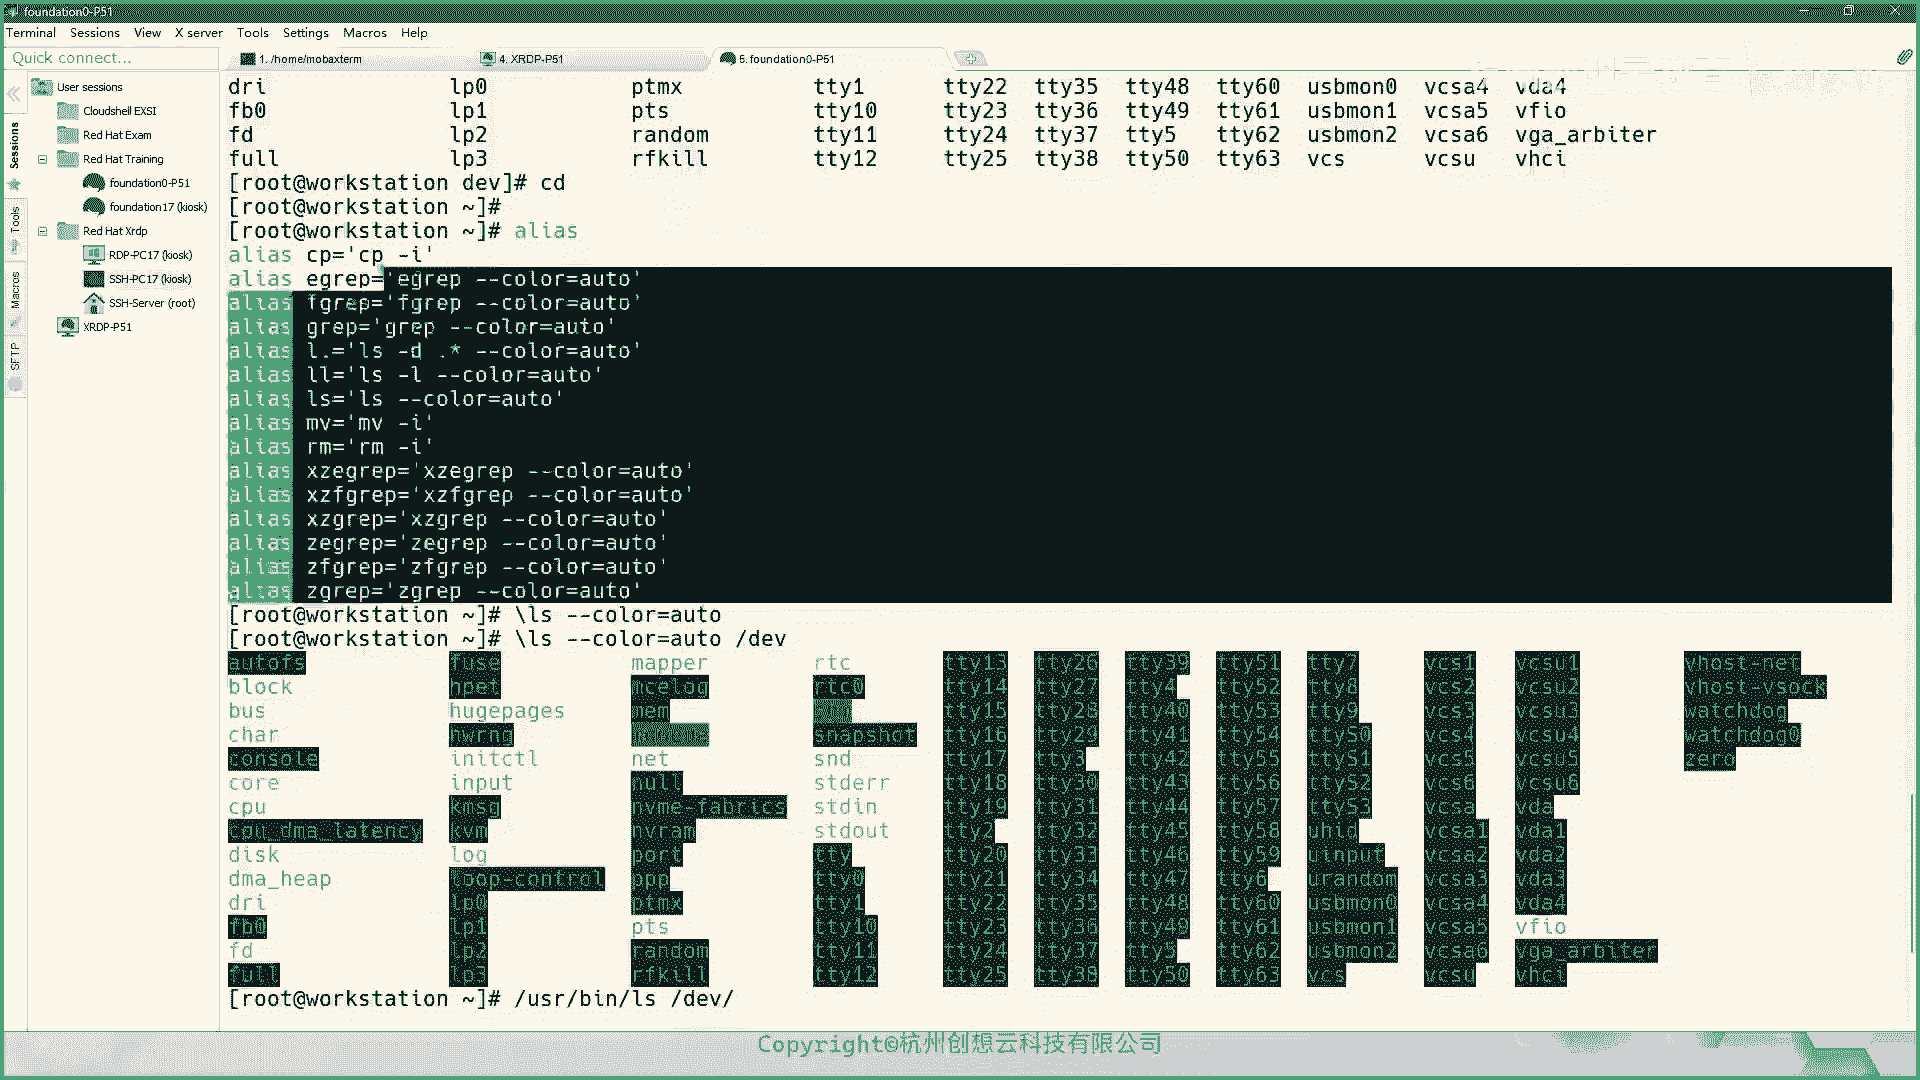 foundation0-P51
Terminal Sessions View X server Tools Settings Macros Help
Quick connect...
1. /home/mobaxterm
4. XRDP-P51
5. foundation0-P51
Sessions
Tools
Macros
SFTP
User sessions
Cloudshell EXSI
Red Hat Exam
Red Hat Training
foundation0-P51
foundation17 (kiosk)
Red Hat Xrdp
RDP-PC17 (kiosk)
SSH-PC17 (kiosk)
SSH-Server (root)
XRDP-P51
dri lp0 ptmx tty1 tty22 tty35 tty48 tty60 usbmon0 vcsa4 vda4
fb0 lp1 pts tty10 tty23 tty36 tty49 tty61 usbmon1 vcsa5 vfio
fd lp2 random tty11 tty24 tty37 tty5 tty62 usbmon2 vcsa6 vga_arbiter
full lp3 rfkill tty12 tty25 tty38 tty50 tty63 vcs vcsu vhci
[root@workstation dev]# cd
[root@workstation ~]#
[root@workstation ~]# alias
alias cp='cp -i'
alias egrep='egrep --color=auto'
alias fgrep='fgrep --color=auto'
alias grep='grep --color=auto'
alias l.='ls -d .* --color=auto'
alias ll='ls -l --color=auto'
alias ls='ls --color=auto'
alias mv='mv -i'
alias rm='rm -i'
alias xzegrep='xzegrep --color=auto'
alias xzfgrep='xzfgrep --color=auto'
alias xzgrep='xzgrep --color=auto'
alias zegrep='zegrep --color=auto'
alias zfgrep='zfgrep --color=auto'
alias zgrep='zgrep --color=auto'
[root@workstation ~]# \ls --color=auto
[root@workstation ~]# \ls --color=auto /dev
autofs fuse mapper rtc tty13 tty26 tty39 tty51 tty7 vcs1 vcsu1 vhost-net
block hpet mcelog rtc0 tty14 tty27 tty4 tty52 tty8 vcs2 vcsu2 vhost-vsock
bus hugepages mem tty15 tty28 tty40 tty53 tty9 vcs3 vcsu3 watchdog
char hwrng snapshot tty16 tty29 tty41 tty54 ttyS0 vcs4 vcsu4 watchdog0
console initctl net snd tty17 tty3 tty42 tty55 ttyS1 vcs5 vcsu5 zero
core input null stderr tty18 tty30 tty43 tty56 ttyS2 vcs6 vcsu6
cpu kmsg nvme-fabrics stdin tty19 tty31 tty44 tty57 ttyS3 vcsa vda
cpu_dma_latency kvm nvram stdout tty2 tty32 tty45 tty58 uhid vcsa1 vda1
disk log port tty tty20 tty33 tty46 tty59 uinput vcsa2 vda2
dma_heap loop-control ppp tty0 tty21 tty34 tty47 tty6 urandom vcsa3 vda3
dri lp0 ptmx tty1 tty22 tty35 tty48 tty60 usbmon0 vcsa4 vda4
fb0 lp1 pts tty10 tty23 tty36 tty49 tty61 usbmon1 vcsa5 vfio
fd lp2 random tty11 tty24 tty37 tty5 tty62 usbmon2 vcsa6 vga_arbiter
full lp3 rfkill tty12 tty25 tty38 tty50 tty63 vcs vcsu vhci
[root@workstation ~]# /usr/bin/ls /dev/
Copyright©杭州创想云科技有限公司